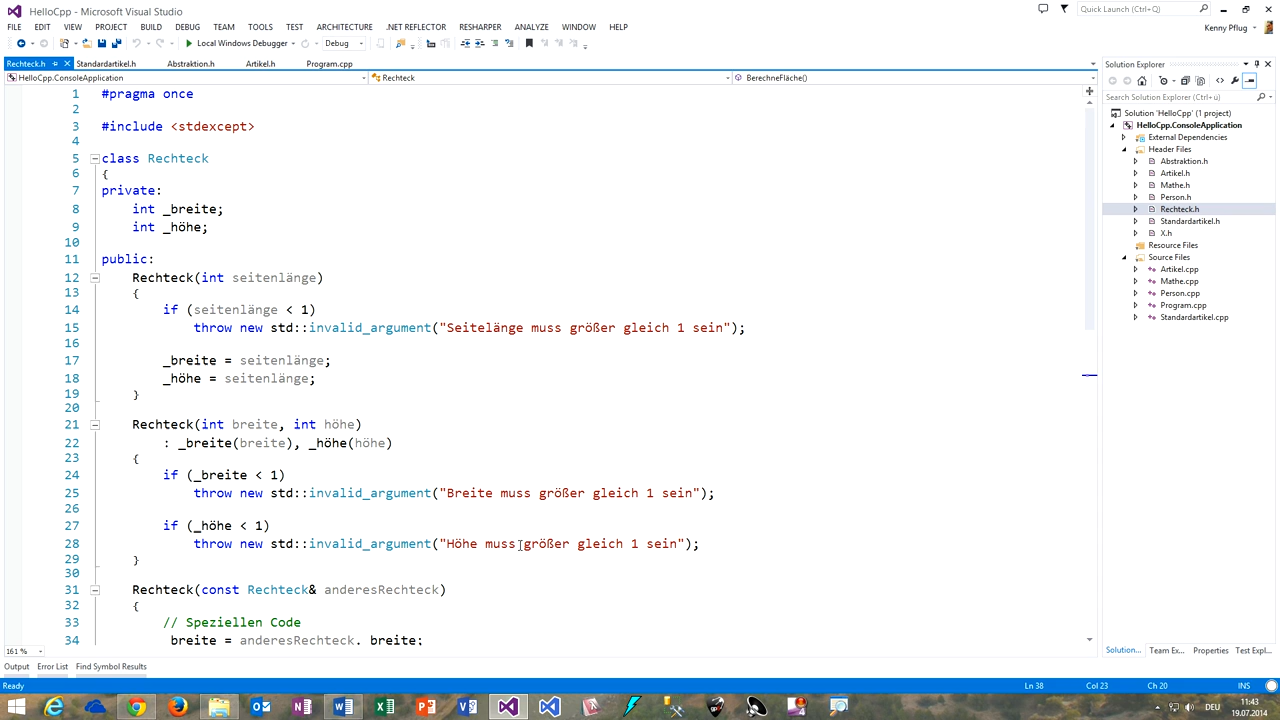 HelloCpp - Microsoft Visual Studio
Quick Launch (Ctrl+Q)
FILE EDIT VIEW PROJECT BUILD DEBUG TEAM TOOLS TEST ARCHITECTURE .NET REFLECTOR RESHARPER ANALYZE WINDOW HELP
Kenny Pflug
Local Windows Debugger
Debug
Rechteck.h Standardartikel.h Abstraktion.h Artikel.h Program.cpp
HelloCpp.ConsoleApplication Rechteck BerechneFläche()
1 #pragma once
2
3 #include <stdexcept>
4
5 class Rechteck
6 {
7 private:
8 int _breite;
9 int _höhe;
10
11 public:
12 Rechteck(int seitenlänge)
13 {
14 if (seitenlänge < 1)
15 throw new std::invalid_argument("Seitelänge muss größer gleich 1 sein");
16
17 _breite = seitenlänge;
18 _höhe = seitenlänge;
19 }
20
21 Rechteck(int breite, int höhe)
22 : _breite(breite), _höhe(höhe)
23 {
24 if (_breite < 1)
25 throw new std::invalid_argument("Breite muss größer gleich 1 sein");
26
27 if (_höhe < 1)
28 throw new std::invalid_argument("Höhe muss größer gleich 1 sein");
29 }
30
31 Rechteck(const Rechteck& anderesRechteck)
32 {
33 // Speziellen Code
34 breite = anderesRechteck. breite;
161 %
Solution Explorer
Search Solution Explorer (Ctrl+ü)
Solution 'HelloCpp' (1 project)
HelloCpp.ConsoleApplication
External Dependencies
Header Files
Abstraktion.h
Artikel.h
Mathe.h
Person.h
Rechteck.h
Standardartikel.h
X.h
Resource Files
Source Files
Artikel.cpp
Mathe.cpp
Person.cpp
Program.cpp
Standardartikel.cpp
Solution... Team Ex... Properties Test Expl...
Output Error List Find Symbol Results
Ready Ln 38 Col 23 Ch 20 INS
DEU
11:43
19.07.2014